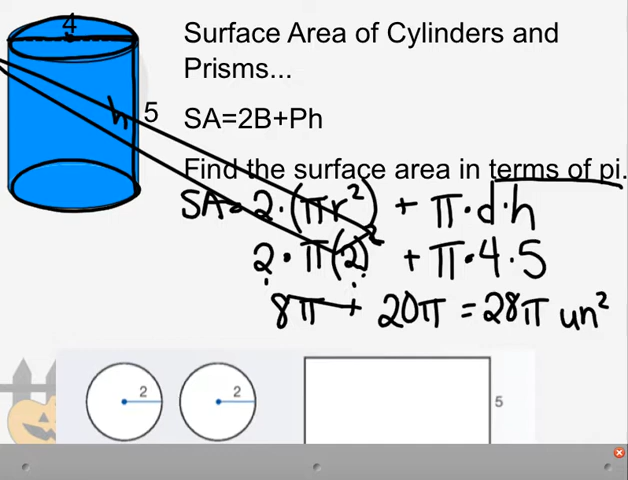 4
Surface Area of Cylinders and
Prisms...
h 5
SA=2B+Ph
Find the surface area in terms of pi.
SA= 2·(πr²) + π·d·h
2·π(2)² + π·4·5
8π + 20π = 28π un²
2 2 5